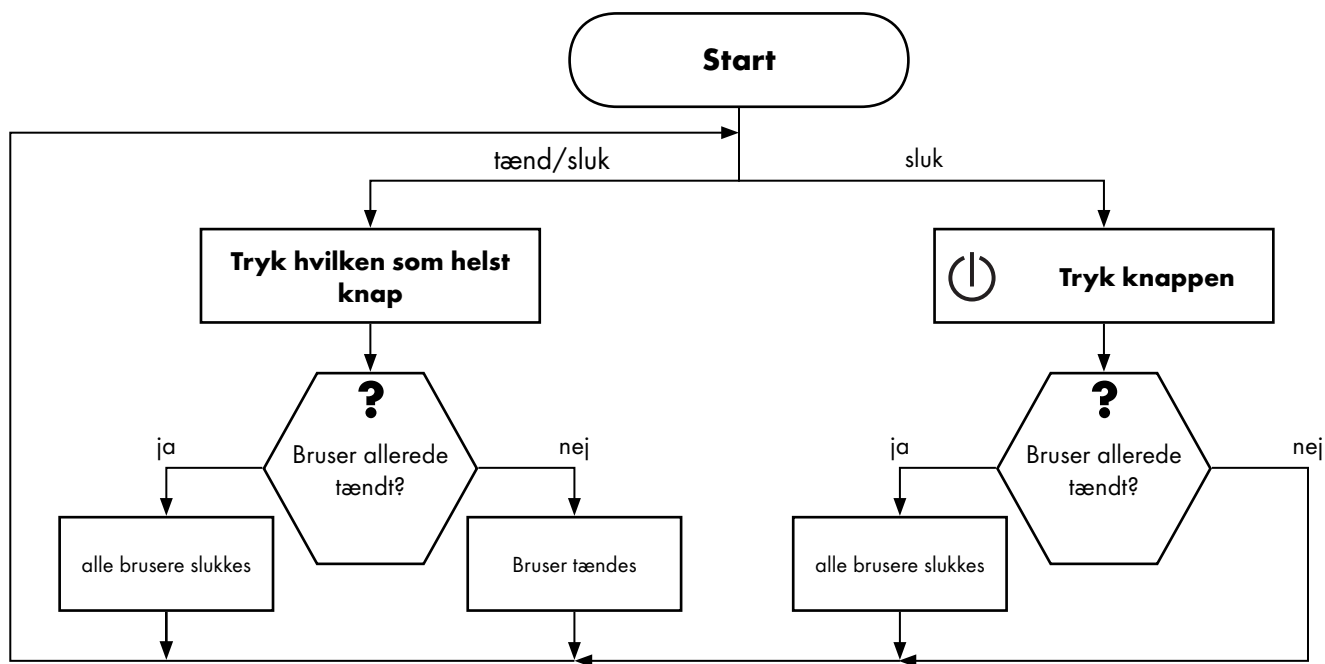 Start
tænd/sluk
sluk
Tryk hvilken som helst
knap
Tryk knappen
?
Bruser allerede
tændt?
ja
nej
?
Bruser allerede
tændt?
ja
nej
alle brusere slukkes
Bruser tændes
alle brusere slukkes